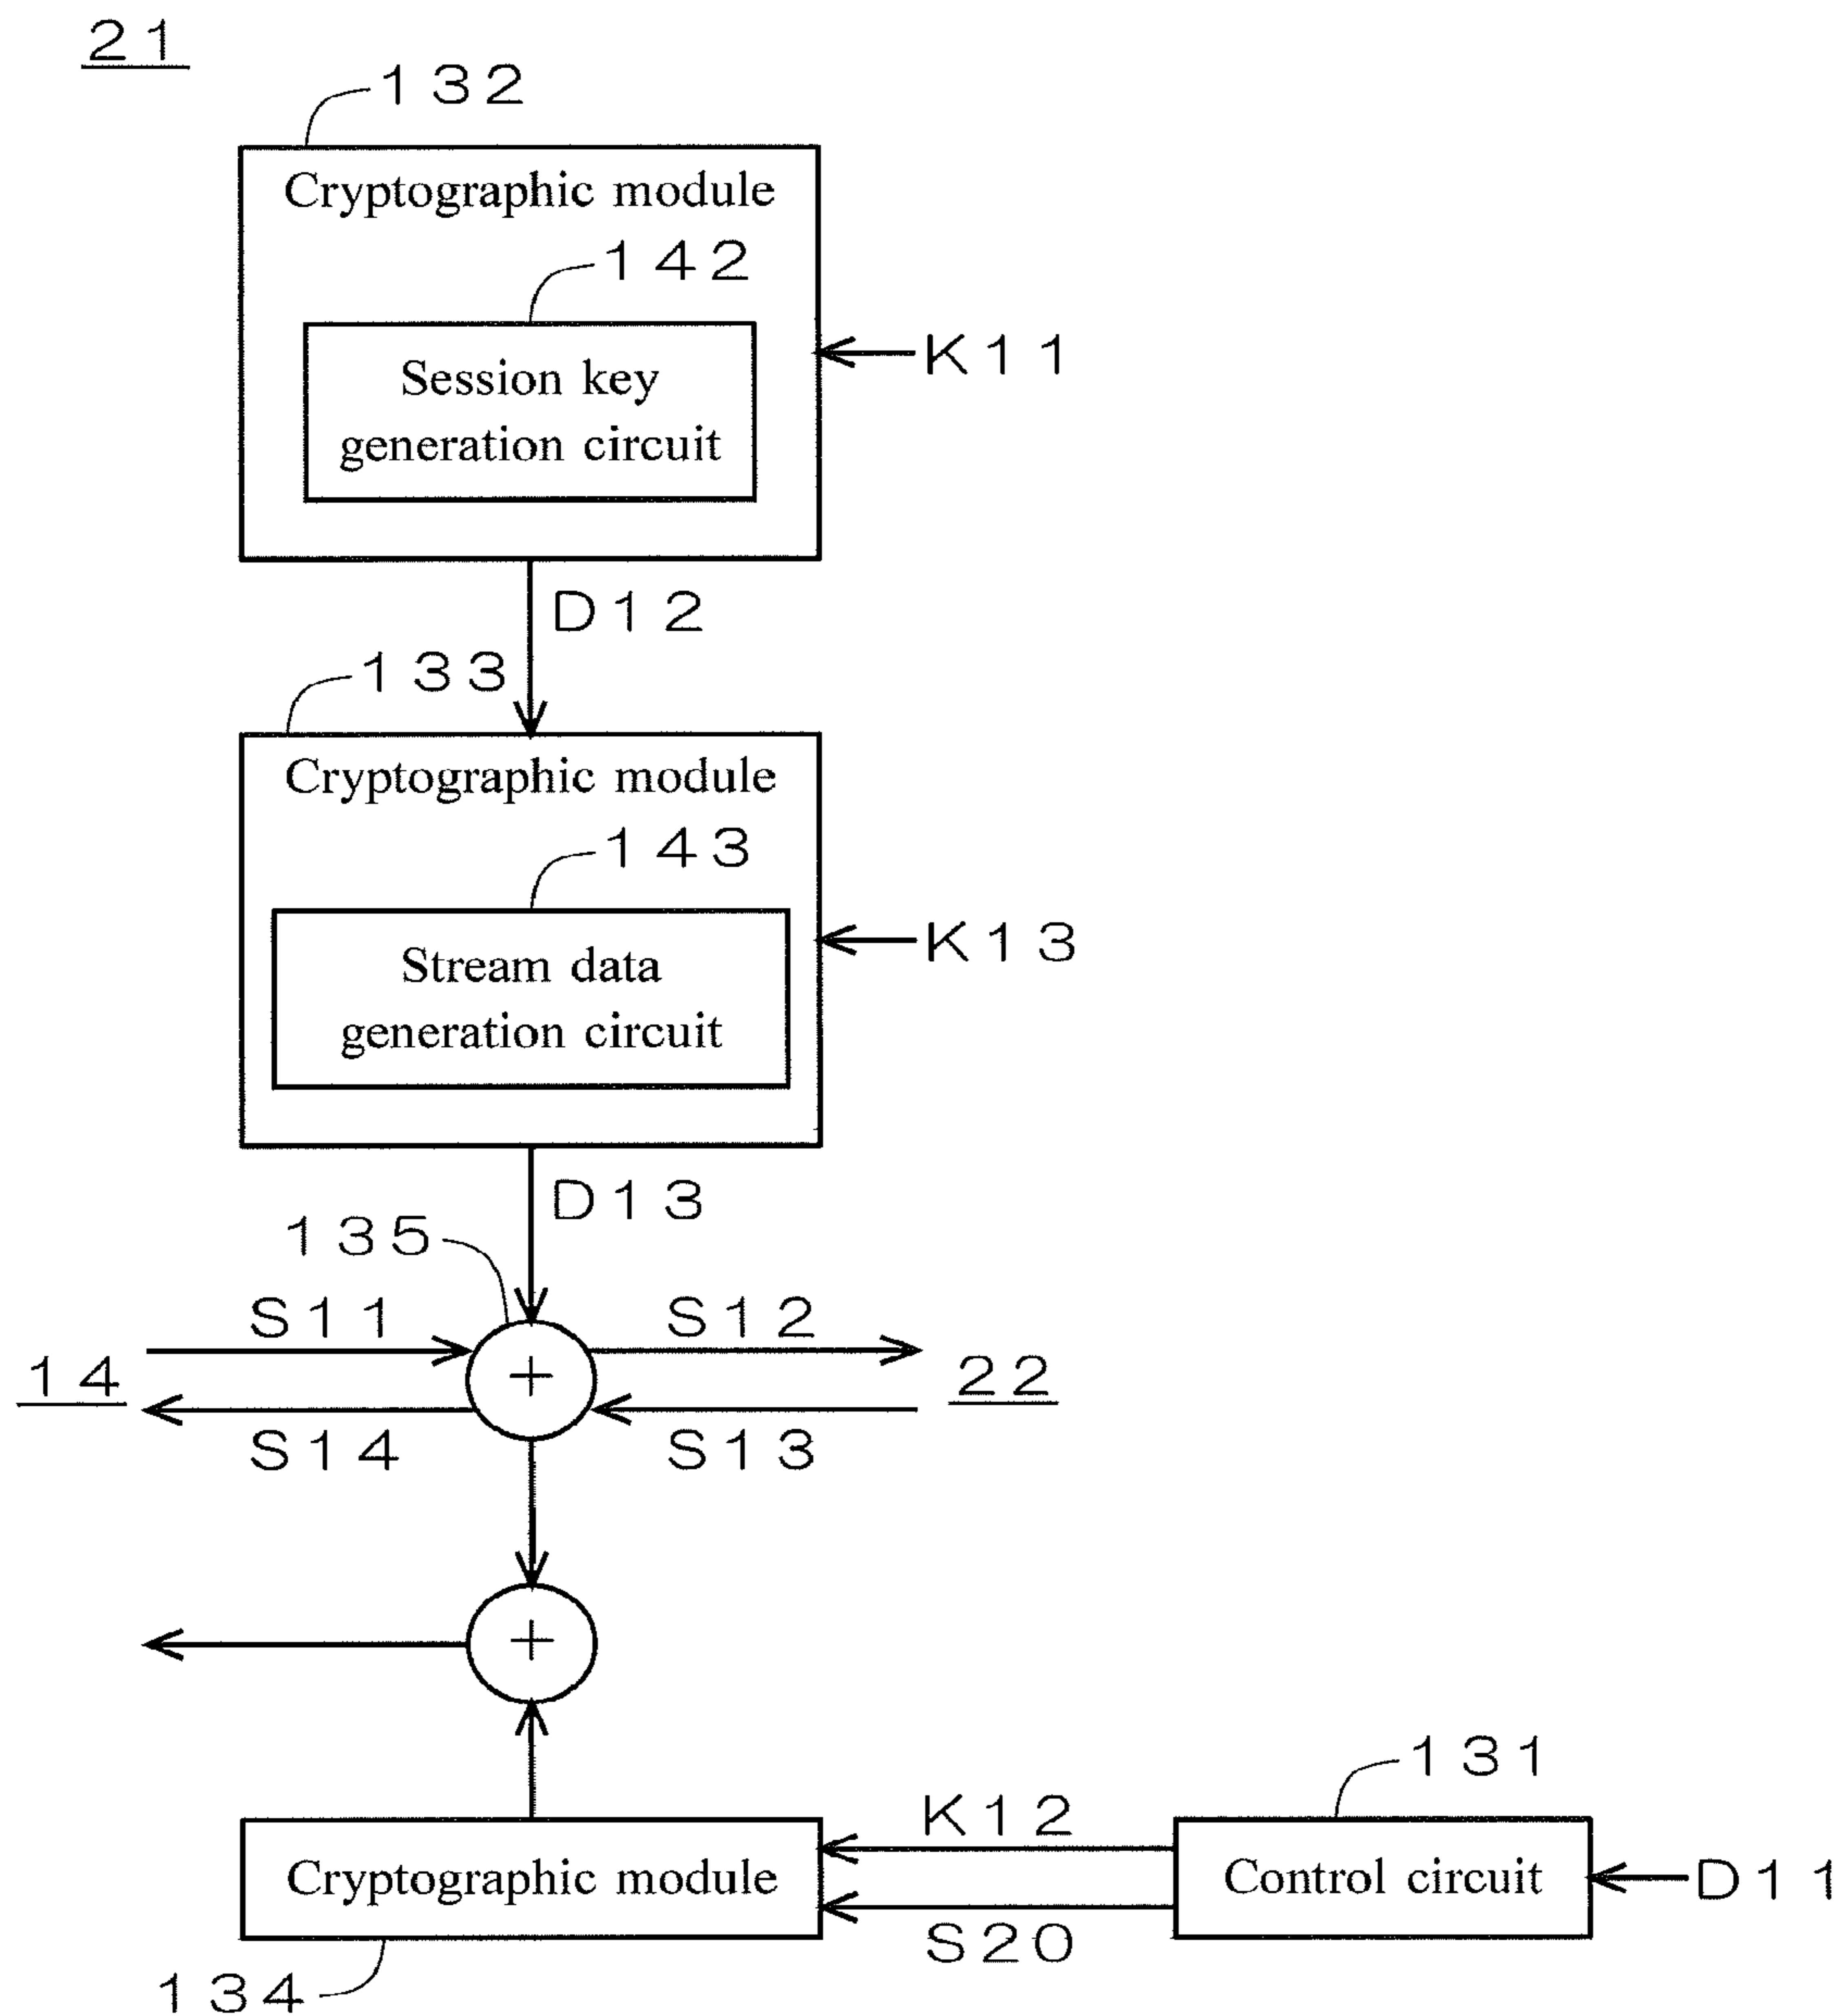 21
132
Cryptographic module
142
Session key
generation circuit
K11
D12
133
Cryptographic module
143
Stream data
generation circuit
K13
D13
135
S11
S12
+
14
22
S14
S13
+
131
K12
Cryptographic module
Control circuit
D11
S20
134